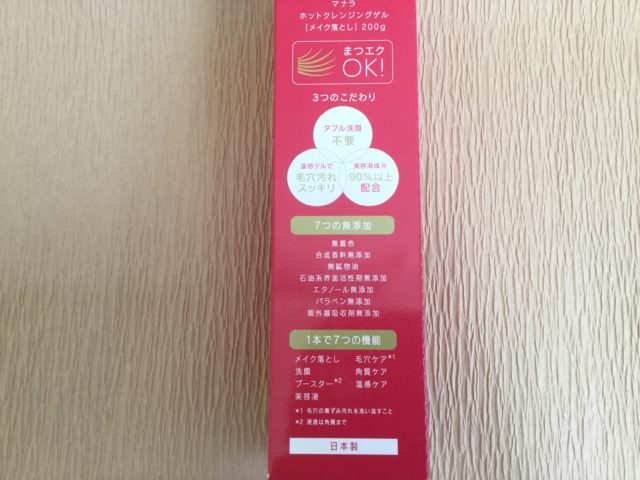 マナラ
ホットクレンジングゲル
[メイク落とし] 200g
まつエク
OK!
3つのこだわり
ダブル洗顔
不要
温感ゲルで
毛穴汚れ
スッキリ
美容液成分
90%以上
配合
7つの無添加
無着色
合成香料無添加
無鉱物油
石油系界面活性剤無添加
エタノール無添加
パラベン無添加
紫外線吸収剤無添加
1本で7つの機能
メイク落とし 毛穴ケア*1
洗顔 角質ケア
ブースター*2 温感ケア
美容液
*1 毛穴の黒ずみ汚れを洗い流すこと
*2 浸透は角質まで
日本製